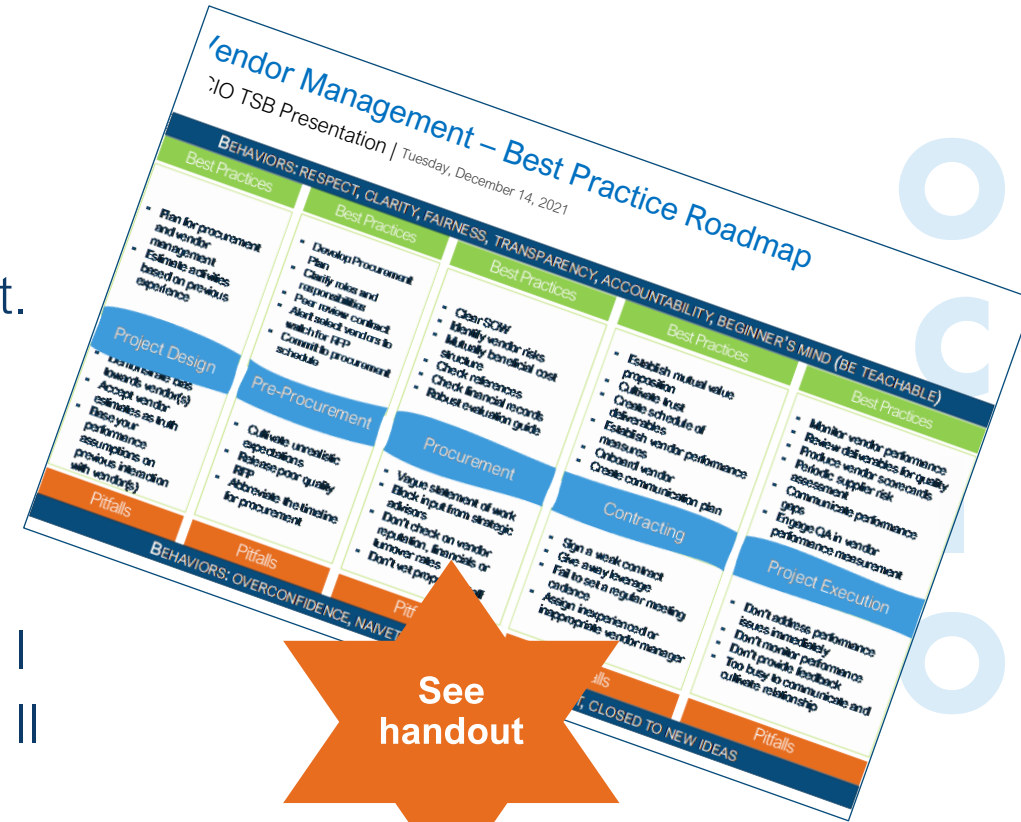 Vendor Management – Best Practice Roadmap
CIO TSB Presentation | Tuesday, December 14, 2021
BEHAVIORS: RESPECT, CLARITY, FAIRNESS, TRANSPARENCY, ACCOUNTABILITY, BEGINNER'S MIND (BE TEACHABLE)
Best Practices
Plan for procurement
and vendor
management
Estimate activities
based on previous
experience
Project Design
Demonstrate bias
towards vendor(s)
Accept vendor
estimates as truth
Base your
performance
assumptions on
previous interaction
with vendor(s)
Pitfalls
Best Practices
Develop Procurement
Plan
Clarify roles and
responsibilities
Peer review contract
Alert select vendors to
watch for RFP
Commit to procurement
schedule
Pre-Procurement
Cultivate unrealistic
expectations
Release poor quality
RFP
Abbreviate the timeline
for procurement
Pitfalls
Best Practices
Clear SOW
Identify vendor risks
Mutually beneficial cost
structure
Check references
Check financial records
Robust evaluation guide
Procurement
Vague statement of work
Block input from strategic
advisors
Don't check on vendor
reputation, financials or
turnover rates
Don't vet prop
Pitf
Best Practices
Establish mutual value
proposition
Cultivate trust
Create schedule of
deliverables
Establish vendor performance
measures
Onboard vendor
Create communication plan
Contracting
Sign a weak contract
Give away leverage
Fail to set a regular meeting
cadence
Assign inexperienced or
inappropriate vendor manager
alls
Best Practices
Monitor vendor performance
Review deliverables for quality
Produce vendor scorecards
Periodic supplier risk
assessment
Communicate performance
gaps
Engage QA in vendor
performance measurement
Project Execution
Don't address performance
issues immediately
Don't monitor performance
Don't provide feedback
Too busy to communicate and
cultivate relationship
Pitfalls
BEHAVIORS: OVERCONFIDENCE, NAIVET
T, CLOSED TO NEW IDEAS
See
handout
t.
I
II